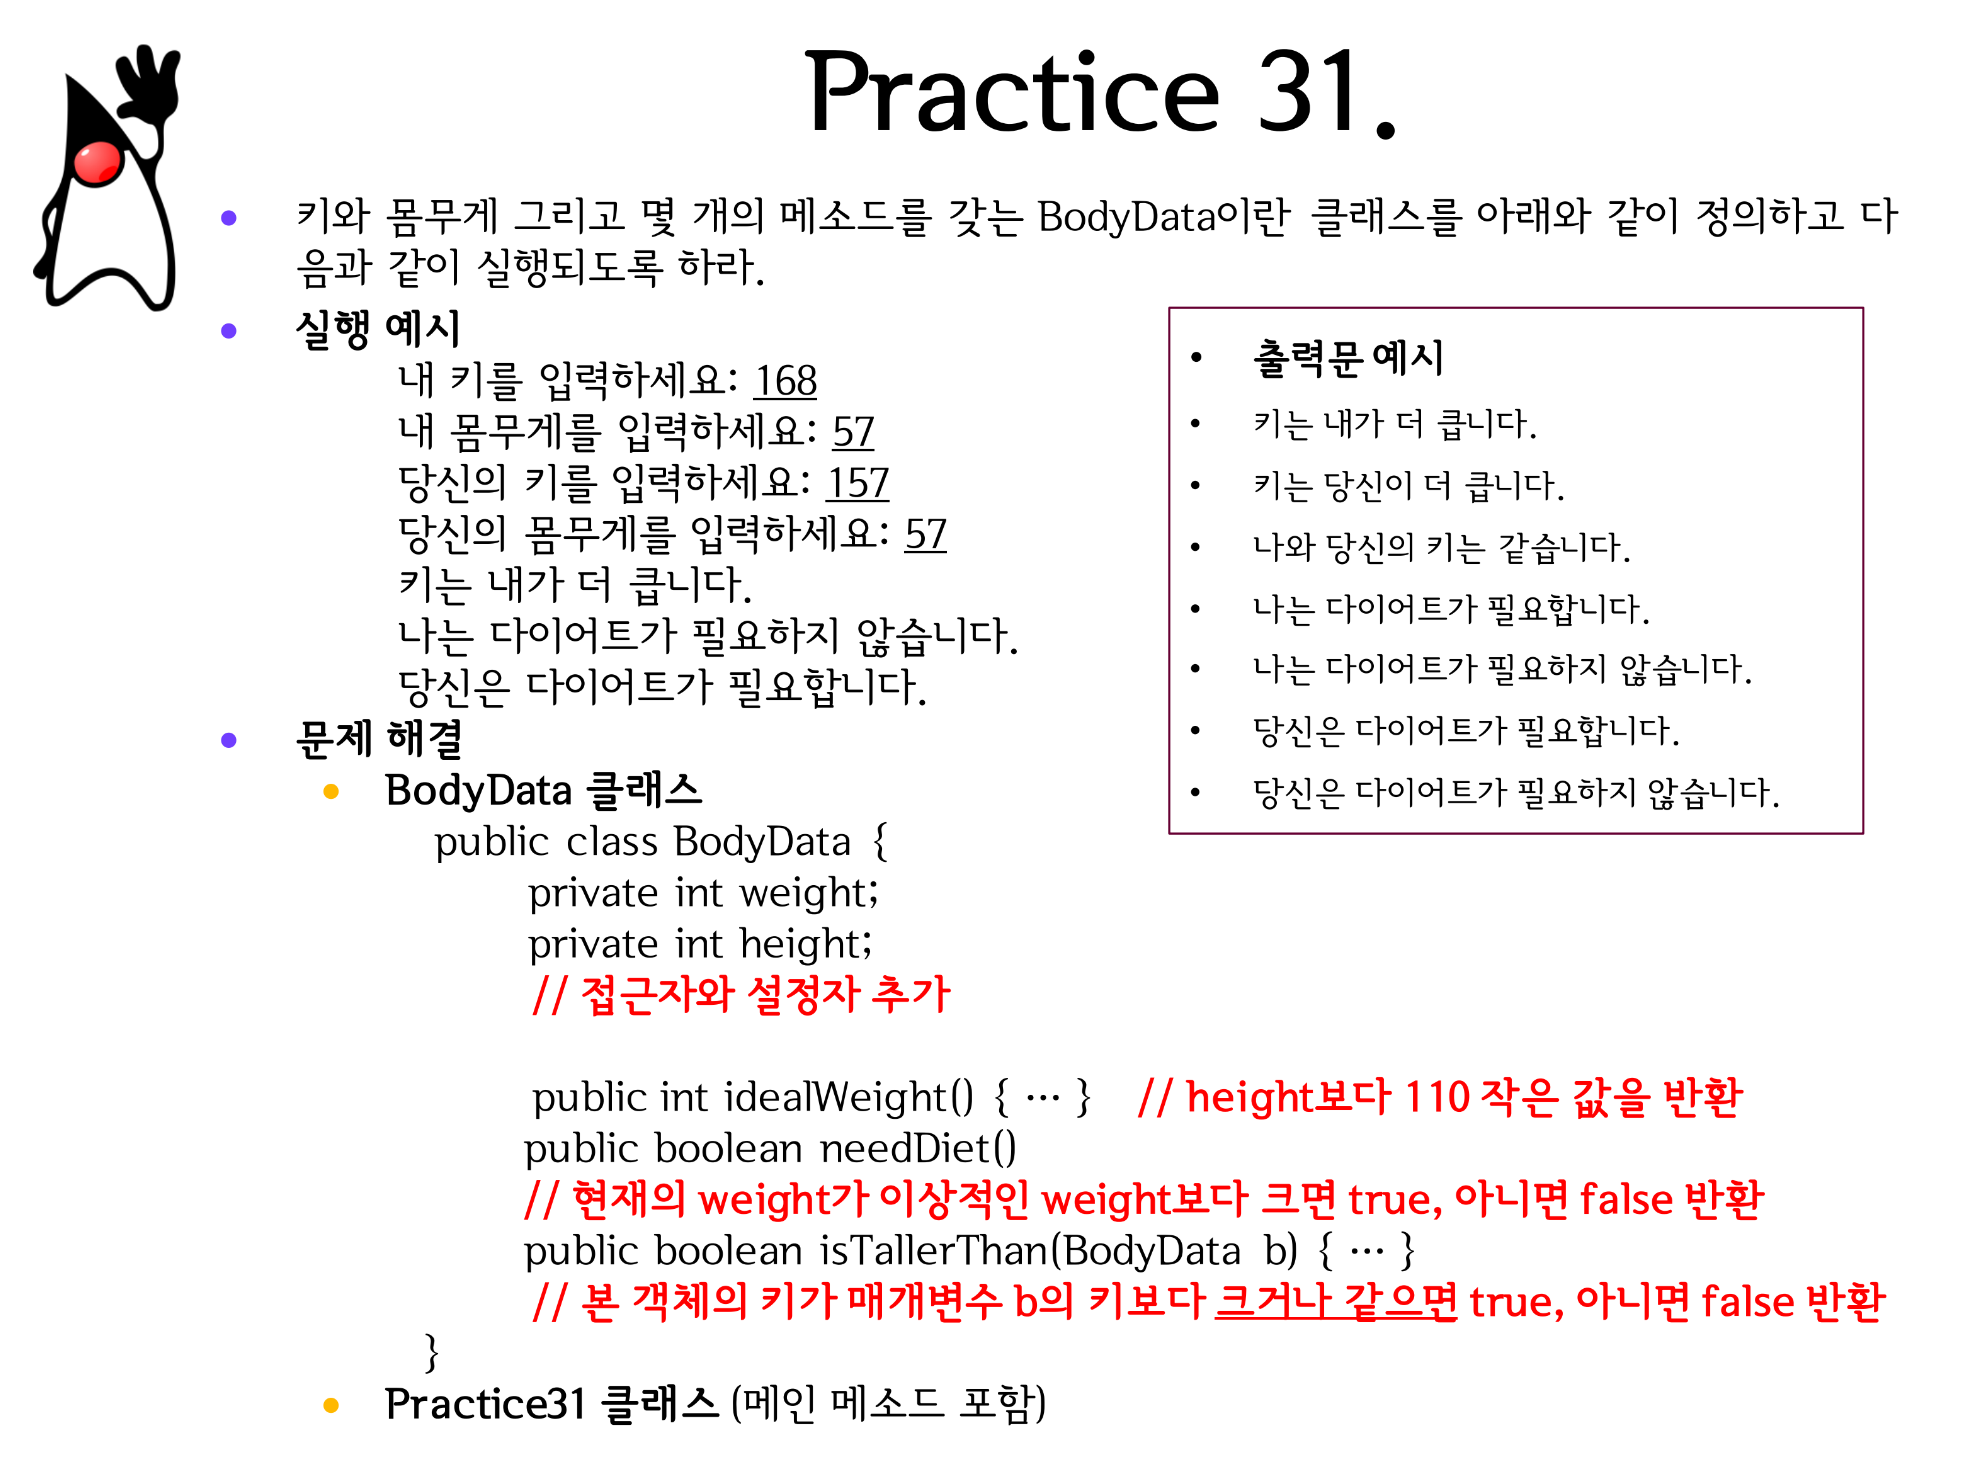 Practice 31.
• 키와 몸무게 그리고 몇 개의 메소드를 갖는 BodyData이란 클래스를 아래와 같이 정의하고 다
음과 같이 실행되도록 하라.
• 실행 예시
내 키를 입력하세요: 168
내 몸무게를 입력하세요: 57
당신의 키를 입력하세요: 157
당신의 몸무게를 입력하세요: 57
키는 내가 더 큽니다.
나는 다이어트가 필요하지 않습니다.
당신은 다이어트가 필요합니다.
• 출력문 예시
• 키는 내가 더 큽니다.
• 키는 당신이 더 큽니다.
• 나와 당신의 키는 같습니다.
• 나는 다이어트가 필요합니다.
• 나는 다이어트가 필요하지 않습니다.
• 당신은 다이어트가 필요합니다.
• 당신은 다이어트가 필요하지 않습니다.
• 문제 해결
• BodyData 클래스
public class BodyData {
private int weight;
private int height;
// 접근자와 설정자 추가
public int idealWeight() { … } // height보다 110 작은 값을 반환
public boolean needDiet()
// 현재의 weight가 이상적인 weight보다 크면 true, 아니면 false 반환
public boolean isTallerThan(BodyData b) { … }
// 본 객체의 키가 매개변수 b의 키보다 크거나 같으면 true, 아니면 false 반환
}
• Practice31 클래스 (메인 메소드 포함)